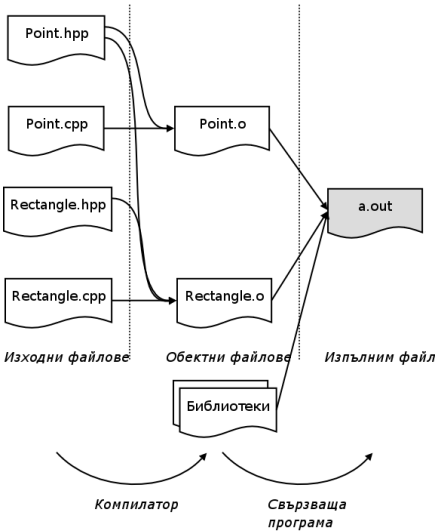 Point.hpp
Point.cpp
Point.o
Rectangle.hpp
a.out
Rectangle.cpp
Rectangle.o
Изходни файлове
Обектни файлове
Изпълним файл
Библиотеки
Компилатор
Свързваща
програма